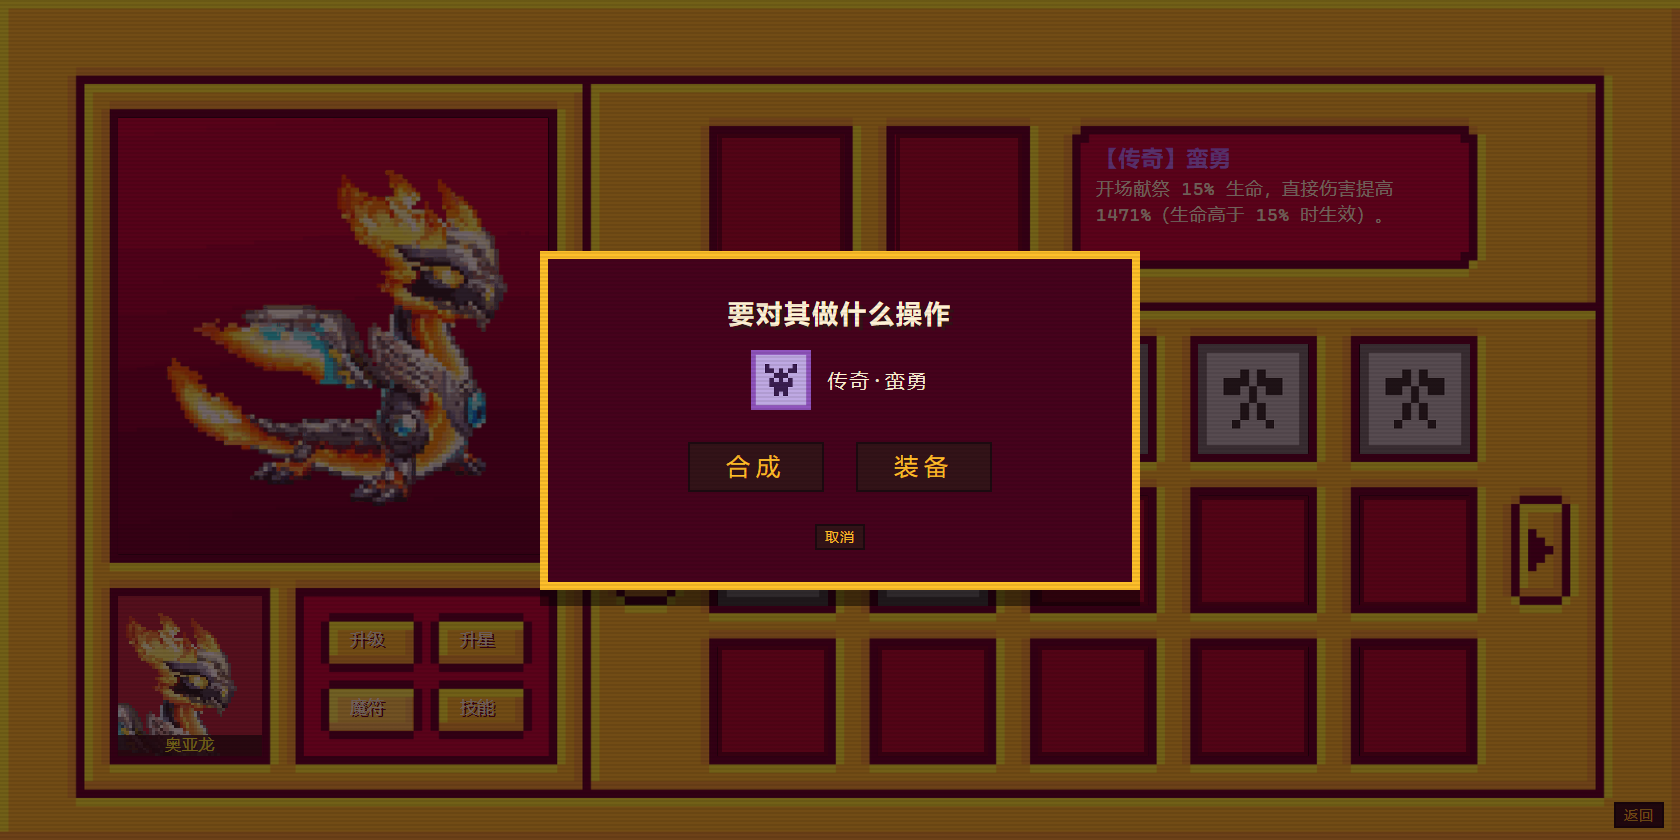 【传奇】蛮勇
开场献祭 15% 生命，直接伤害提高
1471%（生命高于 15% 时生效）。
要对其做什么操作
传奇·蛮勇
合成
装备
取消
升级
升星
魔符
技能
奥亚龙
返回